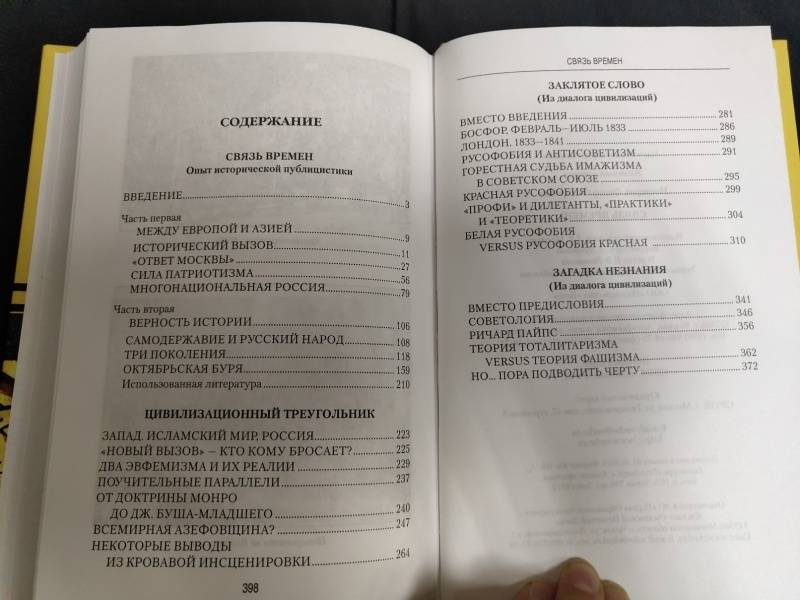 СОДЕРЖАНИЕ
СВЯЗЬ ВРЕМЕН
Опыт исторической публицистики
ВВЕДЕНИЕ 3
Часть первая
МЕЖДУ ЕВРОПОЙ И АЗИЕЙ 9
ИСТОРИЧЕСКИЙ ВЫЗОВ 11
«ОТВЕТ МОСКВЫ» 27
СИЛА ПАТРИОТИЗМА 56
МНОГОНАЦИОНАЛЬНАЯ РОССИЯ 79
Часть вторая
ВЕРНОСТЬ ИСТОРИИ 106
САМОДЕРЖАВИЕ И РУССКИЙ НАРОД 108
ТРИ ПОКОЛЕНИЯ 118
ОКТЯБРЬСКАЯ БУРЯ 159
Использованная литература 210
ЦИВИЛИЗАЦИОННЫЙ ТРЕУГОЛЬНИК
ЗАПАД. ИСЛАМСКИЙ МИР, РОССИЯ 223
«НОВЫЙ ВЫЗОВ» — КТО КОМУ БРОСАЕТ? 225
ДВА ЭВФЕМИЗМА И ИХ РЕАЛИИ 229
ПОУЧИТЕЛЬНЫЕ ПАРАЛЛЕЛИ 237
ОТ ДОКТРИНЫ МОНРО
ДО ДЖ. БУША-МЛАДШЕГО 240
ВСЕМИРНАЯ АЗЕФОВЩИНА? 247
НЕКОТОРЫЕ ВЫВОДЫ
ИЗ КРОВАВОЙ ИНСЦЕНИРОВКИ 264
398
СВЯЗЬ ВРЕМЕН
ЗАКЛЯТОЕ СЛОВО
(Из диалога цивилизаций)
ВМЕСТО ВВЕДЕНИЯ 281
БОСФОР, ФЕВРАЛЬ—ИЮЛЬ 1833 286
ЛОНДОН, 1833—1841 289
РУСОФОБИЯ И АНТИСОВЕТИЗМ 291
ГОРЕСТНАЯ СУДЬБА ИМАЖИЗМА
В СОВЕТСКОМ СОЮЗЕ 295
КРАСНАЯ РУСОФОБИЯ 299
«ПРОФИ» И ДИЛЕТАНТЫ, «ПРАКТИКИ»
И «ТЕОРЕТИКИ» 304
БЕЛАЯ РУСОФОБИЯ
VERSUS РУСОФОБИЯ КРАСНАЯ 310
ЗАГАДКА НЕЗНАНИЯ
(Из диалога цивилизаций)
ВМЕСТО ПРЕДИСЛОВИЯ 341
СОВЕТОЛОГИЯ 346
РИЧАРД ПАЙПС 356
ТЕОРИЯ ТОТАЛИТАРИЗМА
VERSUS ТЕОРИЯ ФАШИЗМА 362
НО... ПОРА ПОДВОДИТЬ ЧЕРТУ 372